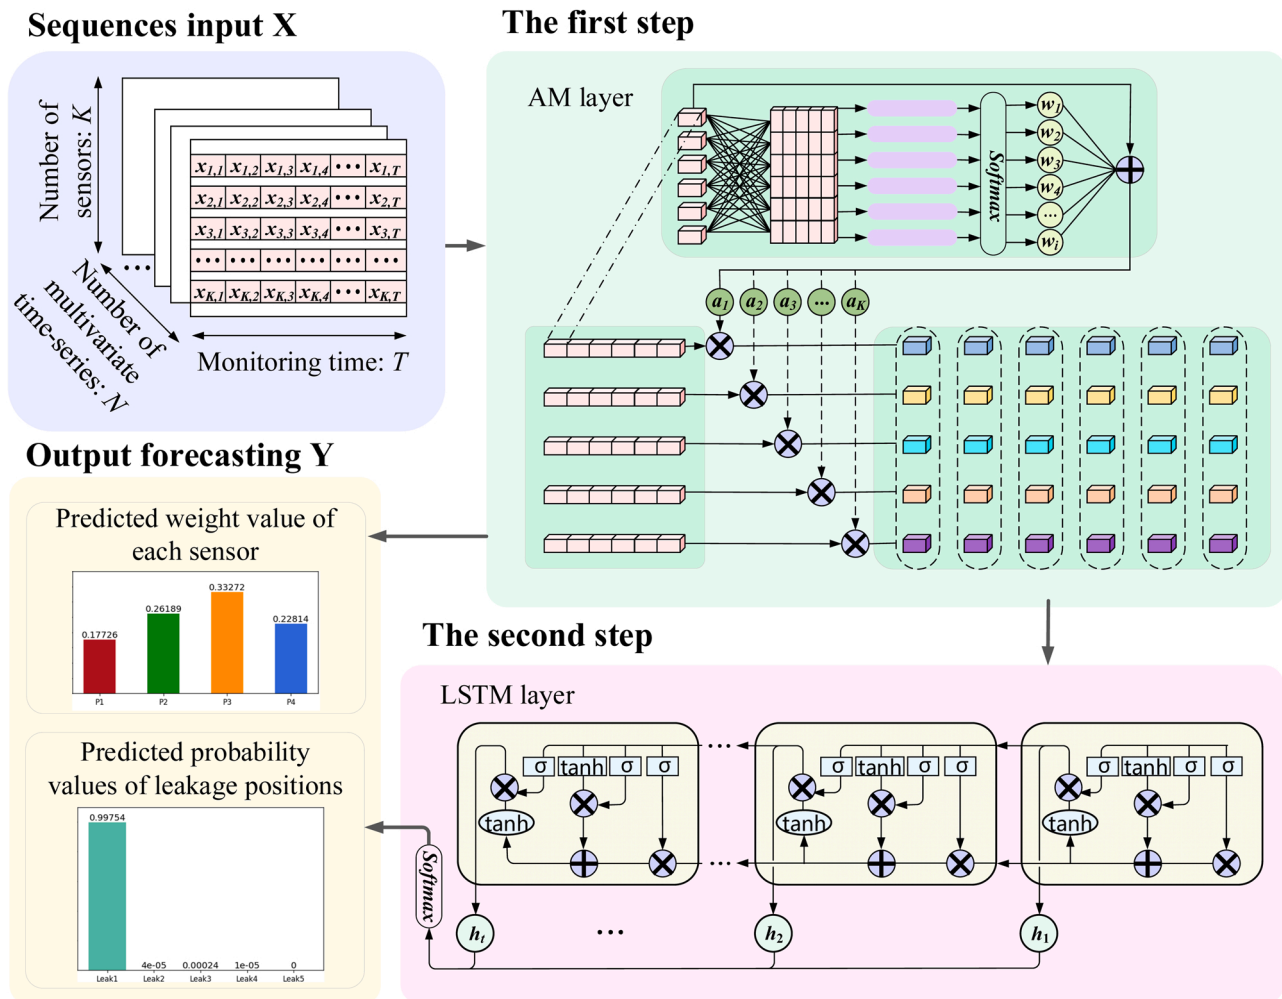 Sequences input X
Number of
sensors: K
x1,1 x1,2 x1,3 x1,4 ··· x1,T
x2,1 x2,2 x2,3 x2,4 ··· x2,T
x3,1 x3,2 x3,3 x3,4 ··· x3,T
··· ··· ··· ··· ··· ···
xK,1 xK,2 xK,3 xK,4 ··· xK,T
...
Number of
multivariate
time-series: N
Monitoring time: T
The first step
AM layer
Softmax
w1
w2
w3
w4
...
wi
a1 a2 a3 ... aK
Output forecasting Y
Predicted weight value of
each sensor
0.17726 0.26189 0.33272 0.22814
P1 P2 P3 P4
Predicted probability
values of leakage positions
0.99754 4e-05 0.00024 1e-05 0
Leak1 Leak2 Leak3 Leak4 Leak5
The second step
LSTM layer
σ tanh σ σ ... σ tanh σ σ σ tanh σ σ
tanh tanh tanh
...
Softmax
ht ... h2 h1